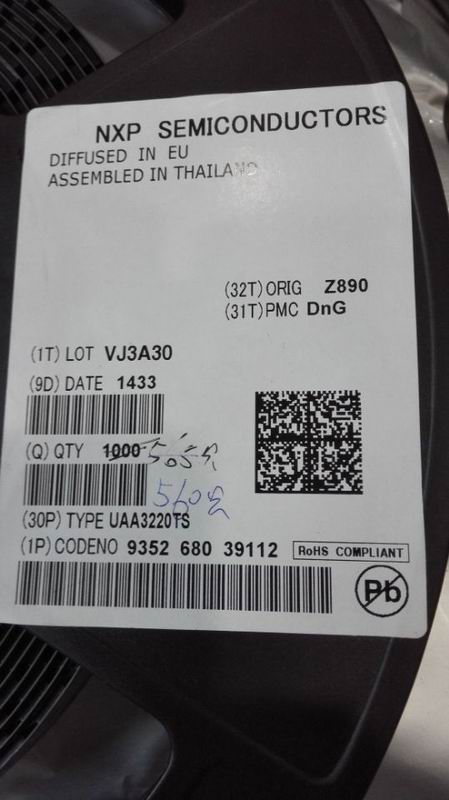 NXP SEMICONDUCTORS
DIFFUSED IN EU
ASSEMBLED IN THAILAND
(32T) ORIG Z890
(31T) PMC DnG
(1T) LOT VJ3A30
(9D) DATE 1433
(Q) QTY 1000
(30P) TYPE UAA3220TS
(1P) CODENO 9352 680 39112
RoHS COMPLIANT
Pb